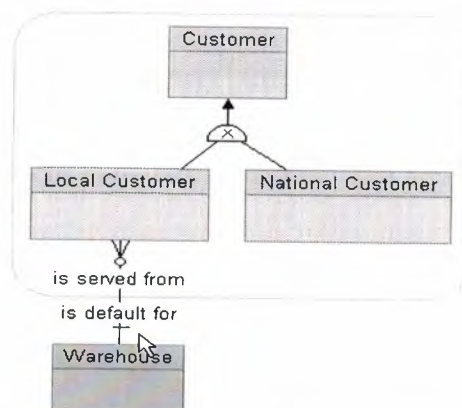 Customer
X
Local Customer
National Customer
is served from
is default for
Warehouse